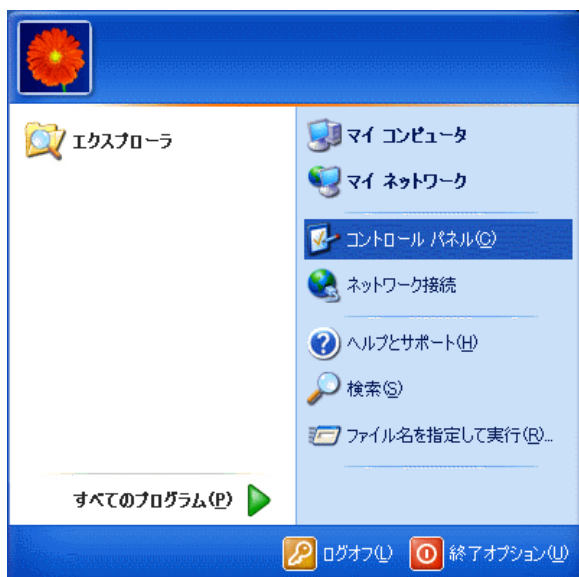 エクスプローラ
すべてのプログラム(P)
マイ コンピュータ
マイ ネットワーク
コントロール パネル(C)
ネットワーク接続
ヘルプとサポート(H)
検索(S)
ファイル名を指定して実行(R)...
ログオフ(L)
終了オプション(U)